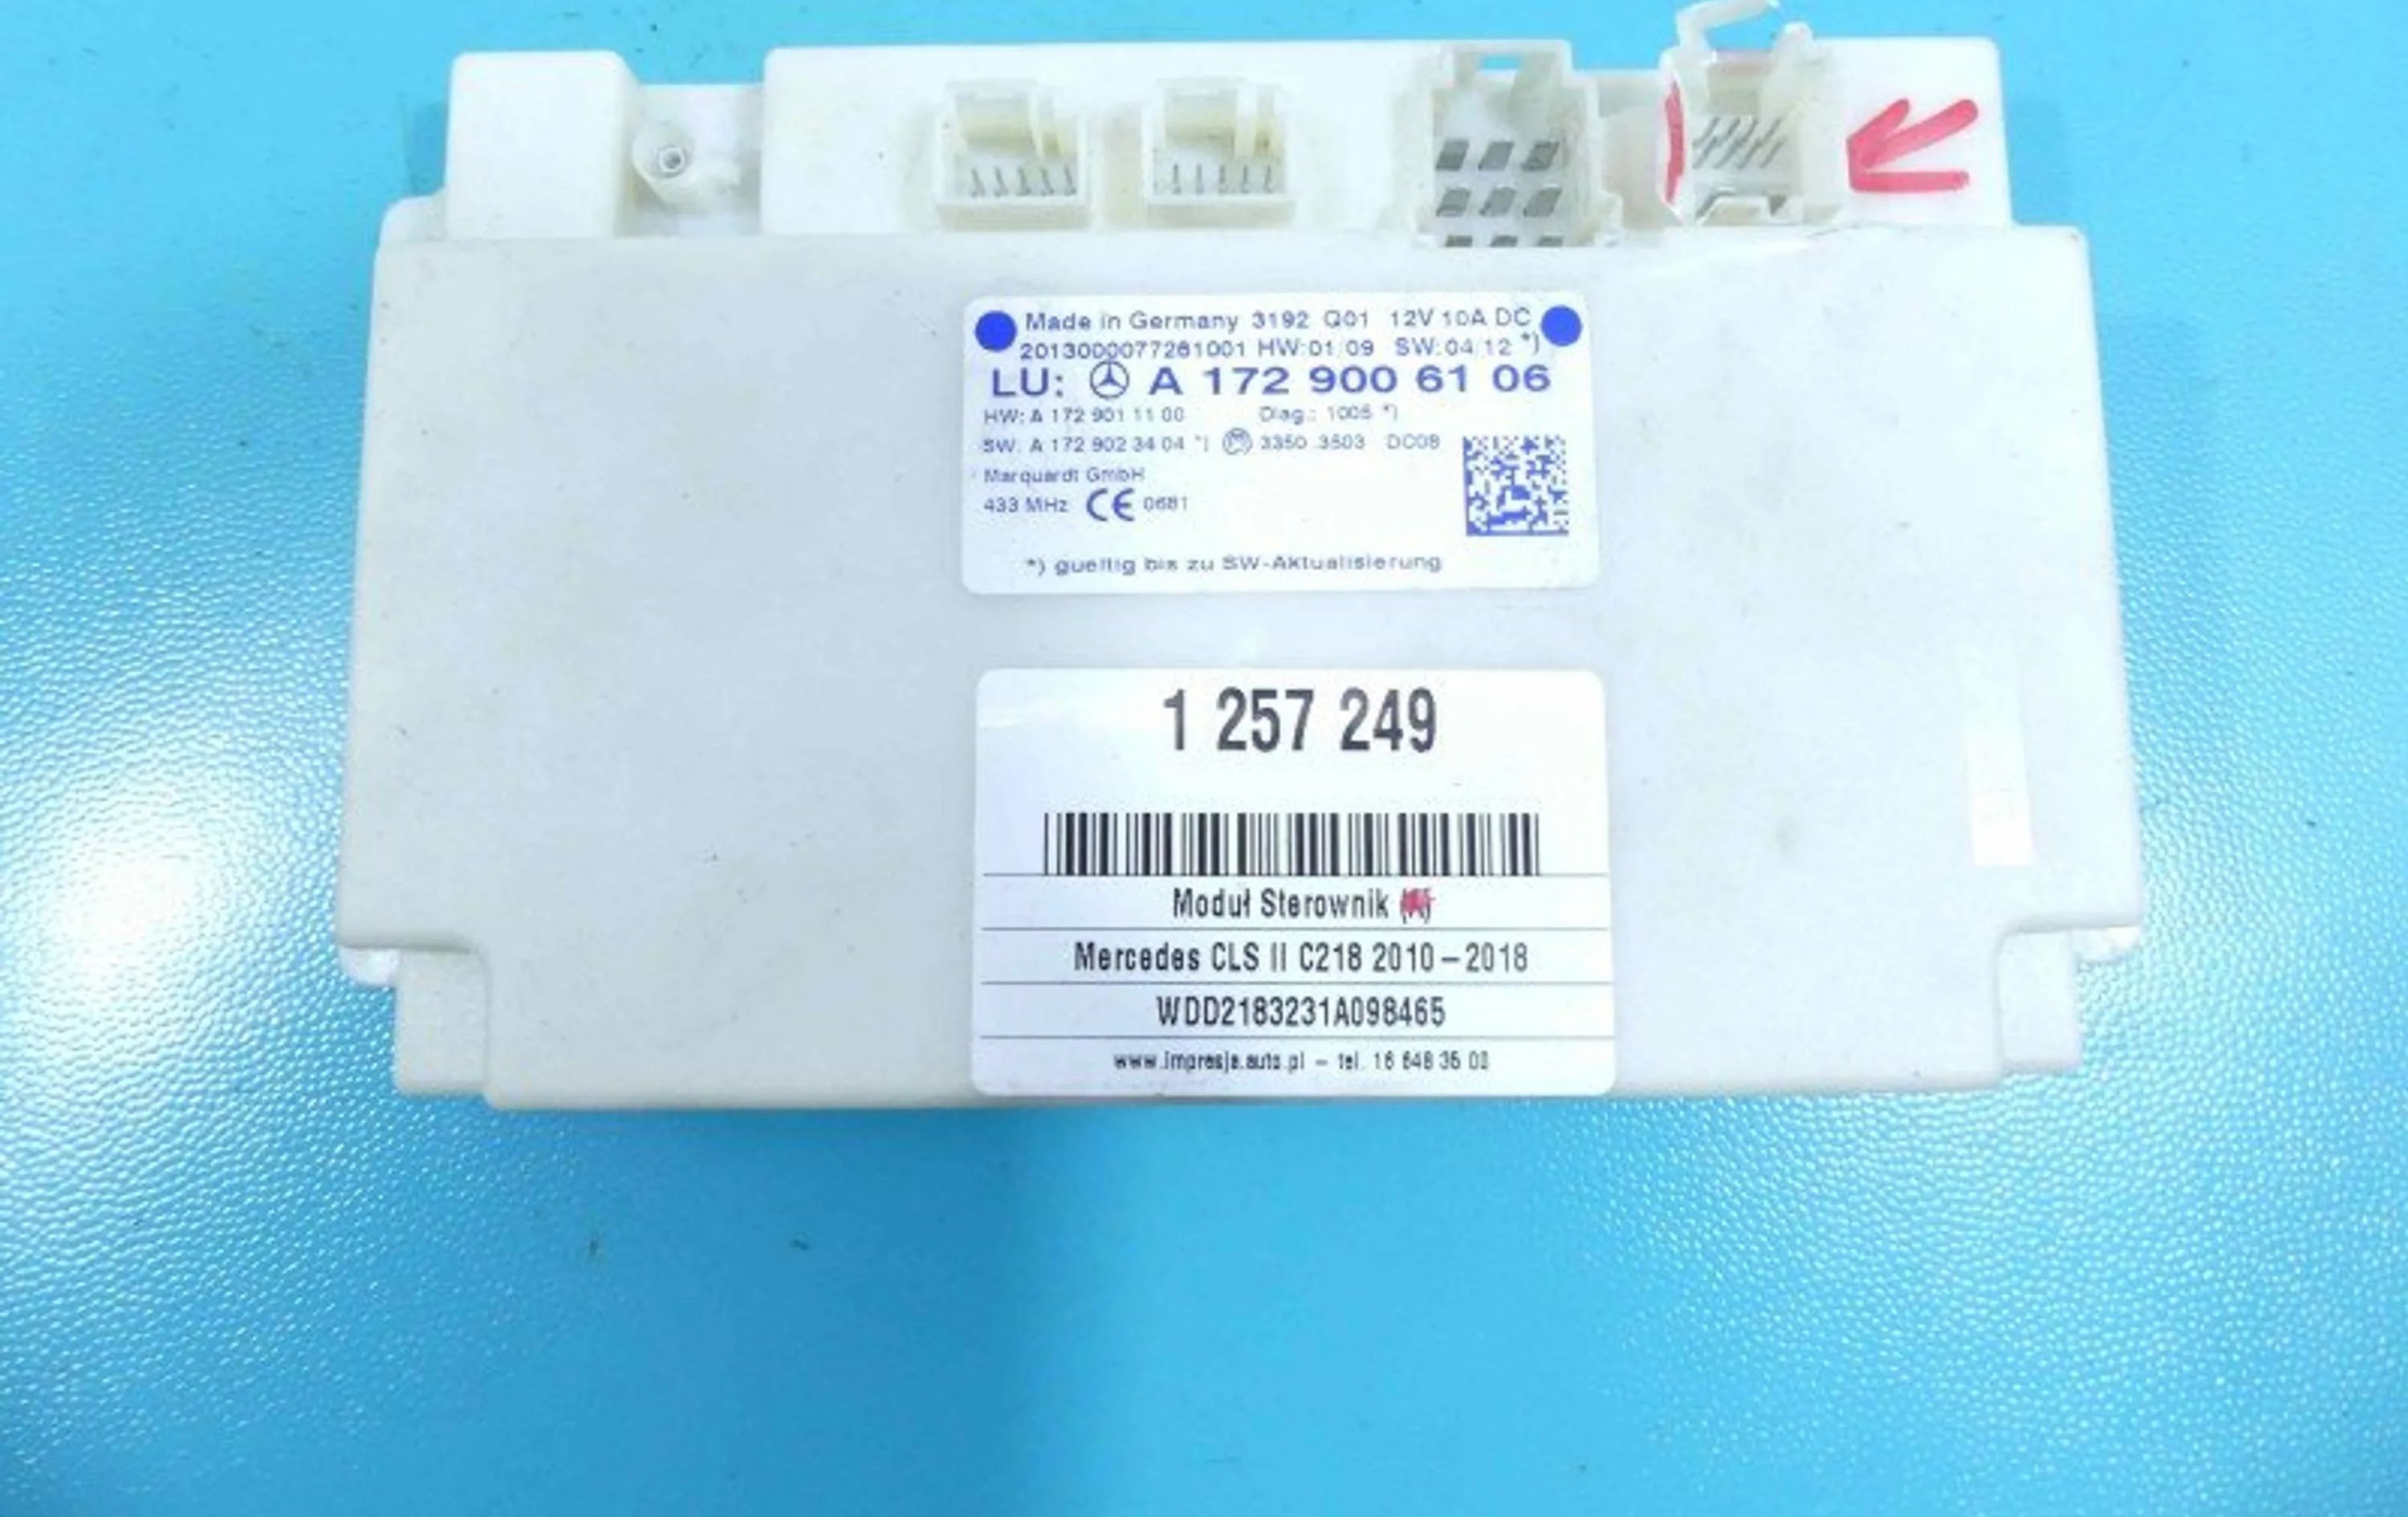 Made in Germany 3192 Q01 12V 10A DC
2013000077261001 HW:01/09 SW:04/12 *)
LU: A 172 900 61 06
HW: A 172 901 11 00 Diag.: 1005 *)
SW: A 172 902 34 04 *) 3350.3503 DC08
Marquardt GmbH
433 MHz CE 0681
*) gueltig bis zu SW-Aktualisierung
1 257 249
Moduł Sterownik
Mercedes CLS II C218 2010-2018
WDD2183231A098465
www.impresja.auto.pl - tel. 16 648 35 00